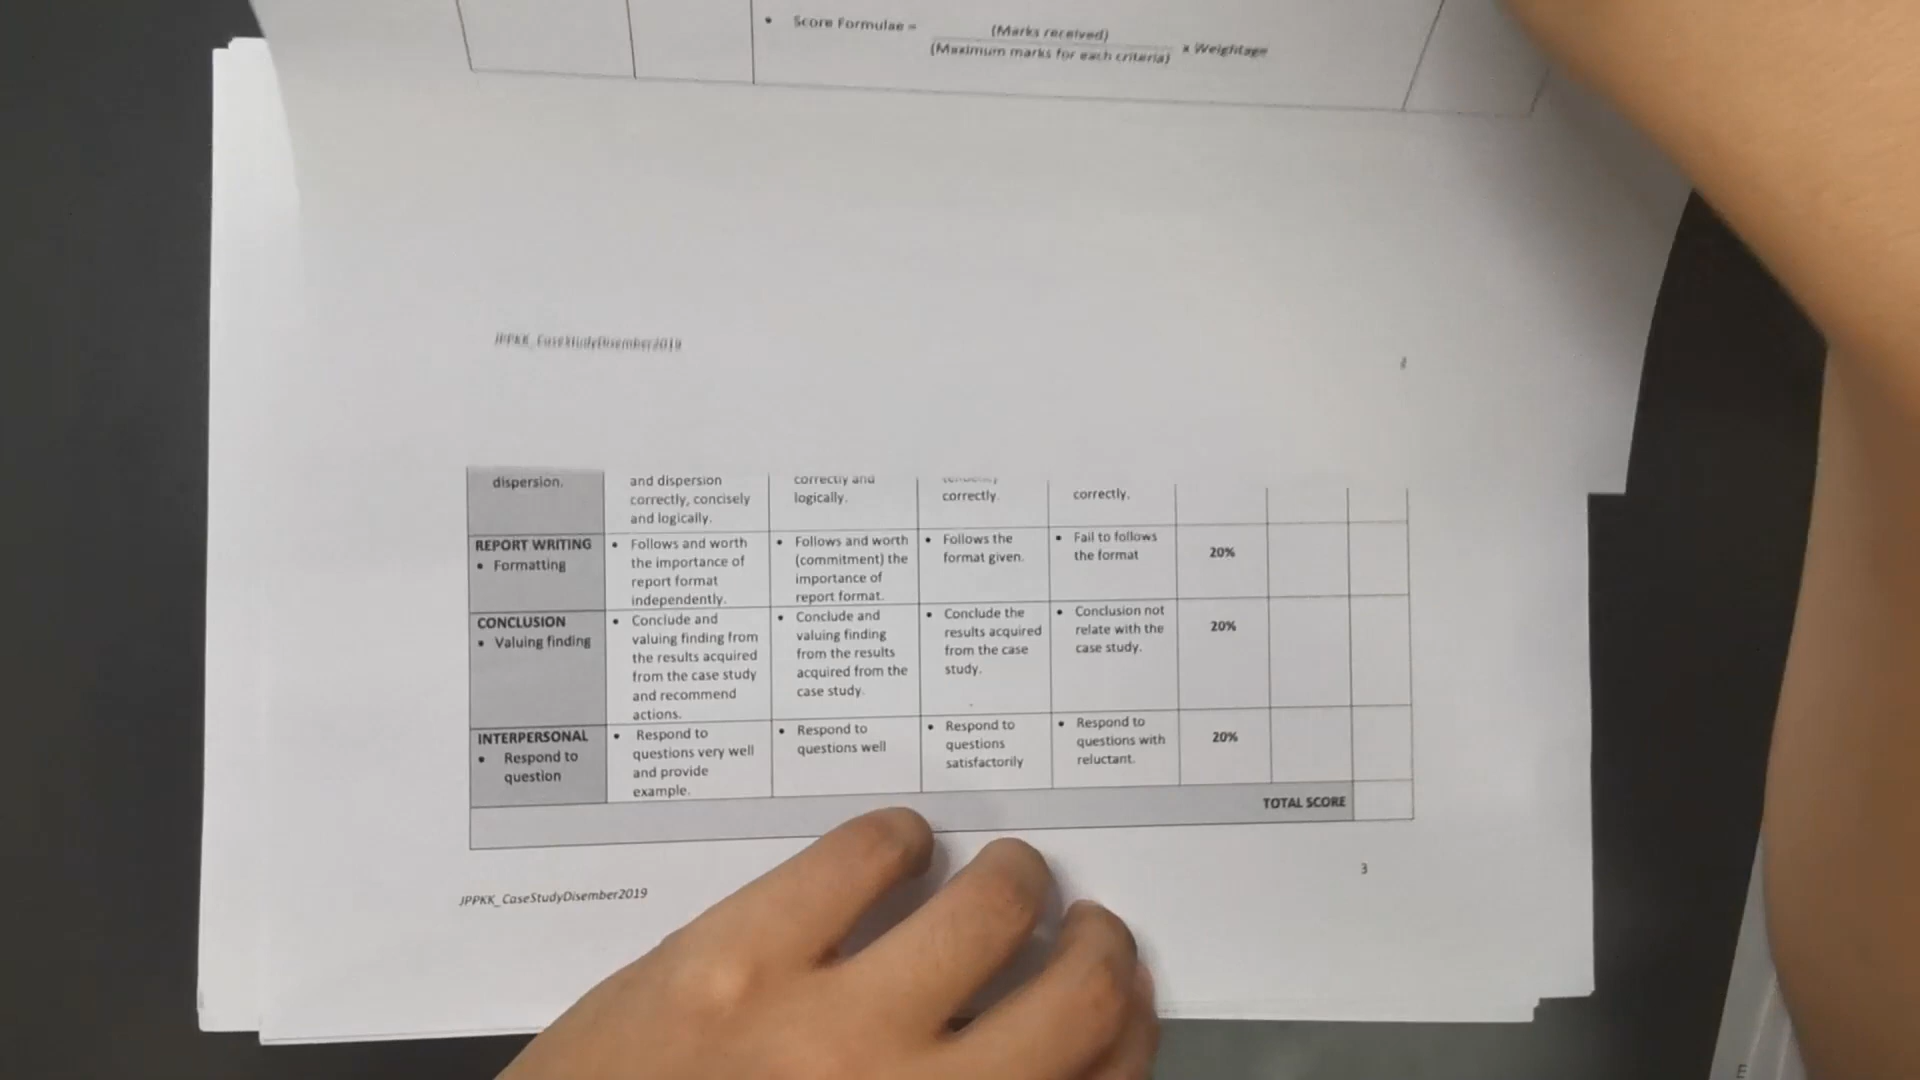 • Score Formulae = (Marks received)
(Maximum marks for each criteria) x Weightage
JPPKK_CaseStudyDisember2019
dispersion.
and dispersion
correctly, concisely
and logically.
correctly and
logically.
correctly.
correctly.
REPORT WRITING
• Formatting
• Follows and worth
the importance of
report format
independently.
• Follows and worth
(commitment) the
importance of
report format.
• Follows the
format given.
• Fail to follows
the format
20%
CONCLUSION
• Valuing finding
• Conclude and
valuing finding from
the results acquired
from the case study
and recommend
actions.
• Conclude and
valuing finding
from the results
acquired from the
case study.
• Conclude the
results acquired
from the case
study.
• Conclusion not
relate with the
case study.
20%
INTERPERSONAL
• Respond to
question
• Respond to
questions very well
and provide
example.
• Respond to
questions well
• Respond to
questions
satisfactorily
• Respond to
questions with
reluctant.
20%
TOTAL SCORE
3
JPPKK_CaseStudyDisember2019